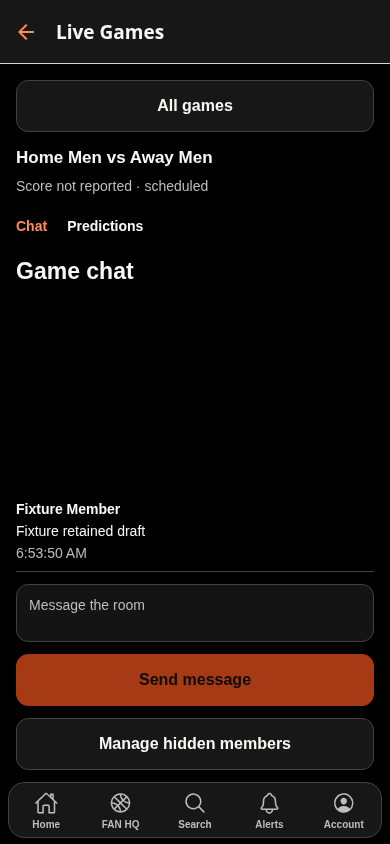 Live Games
All games
Home Men vs Away Men
Score not reported · scheduled
Chat Predictions
Game chat
Fixture Member
Fixture retained draft
6:53:50 AM
Message the room
Send message
Manage hidden members
Home FAN HQ Search Alerts Account